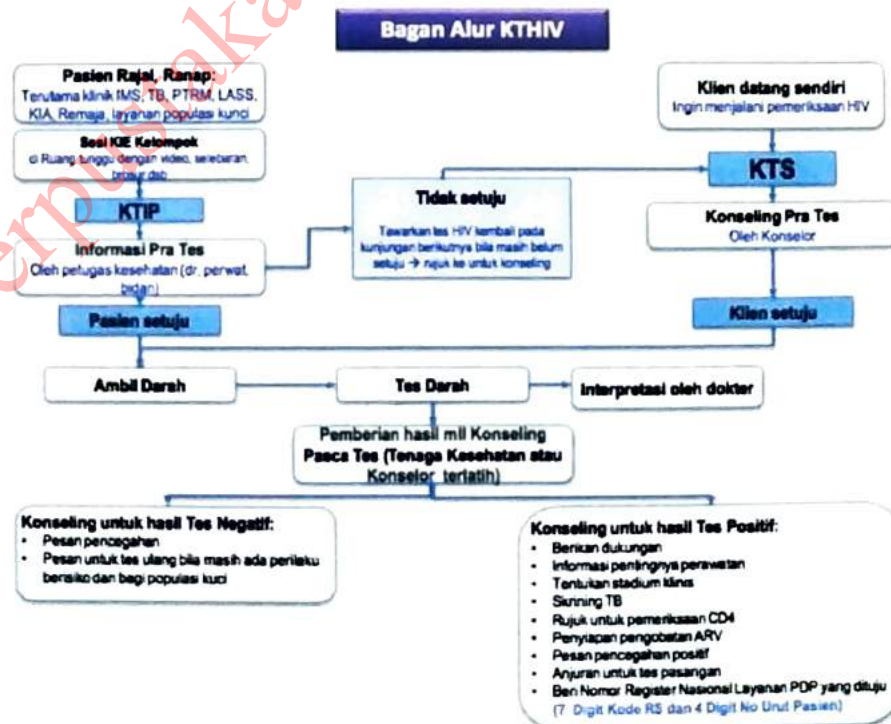 Bagan Alur KTHIV
Pasien Rajal, Ranap:
Terutama klinik IMS, TB, PTRM, LASS,
KIA, Remaja, layanan populasi kunci
Sesi KIE Kelompok
di Ruang tunggu dengan video, selebaran,
brosur dsb
KTIP
Informasi Pra Tes
Oleh petugas kesehatan (dr, perwat,
bidan)
Pasien setuju
Tidak setuju
Tawarkan tes HIV kembali pada
kunjungan berikutnya bila masih belum
setuju → rujuk ke untuk konseling
Klien datang sendiri
Ingin menjalani pemeriksaan HIV
KTS
Konseling Pra Tes
Oleh Konselor
Klien setuju
Ambil Darah
Tes Darah
Interpretasi oleh dokter
Pemberian hasil mll Konseling
Pasca Tes (Tenaga Kesehatan atau
Konselor terlatih)
Konseling untuk hasil Tes Negatif:
• Pesan pencegahan
• Pesan untuk tes ulang bila masih ada perilaku
berisiko dan bagi populasi kuci
Konseling untuk hasil Tes Positif:
• Berikan dukungan
• Informasi pentingnya perawatan
• Tentukan stadium klinis
• Skrining TB
• Rujuk untuk pemeriksaan CD4
• Penyiapan pengobatan ARV
• Pesan pencegahan positif
• Anjuran untuk tes pasangan
• Beri Nomor Register Nasional Layanan PDP yang dituju
(7 Digit Kode RS dan 4 Digit No Urut Pasien)
erpustaka